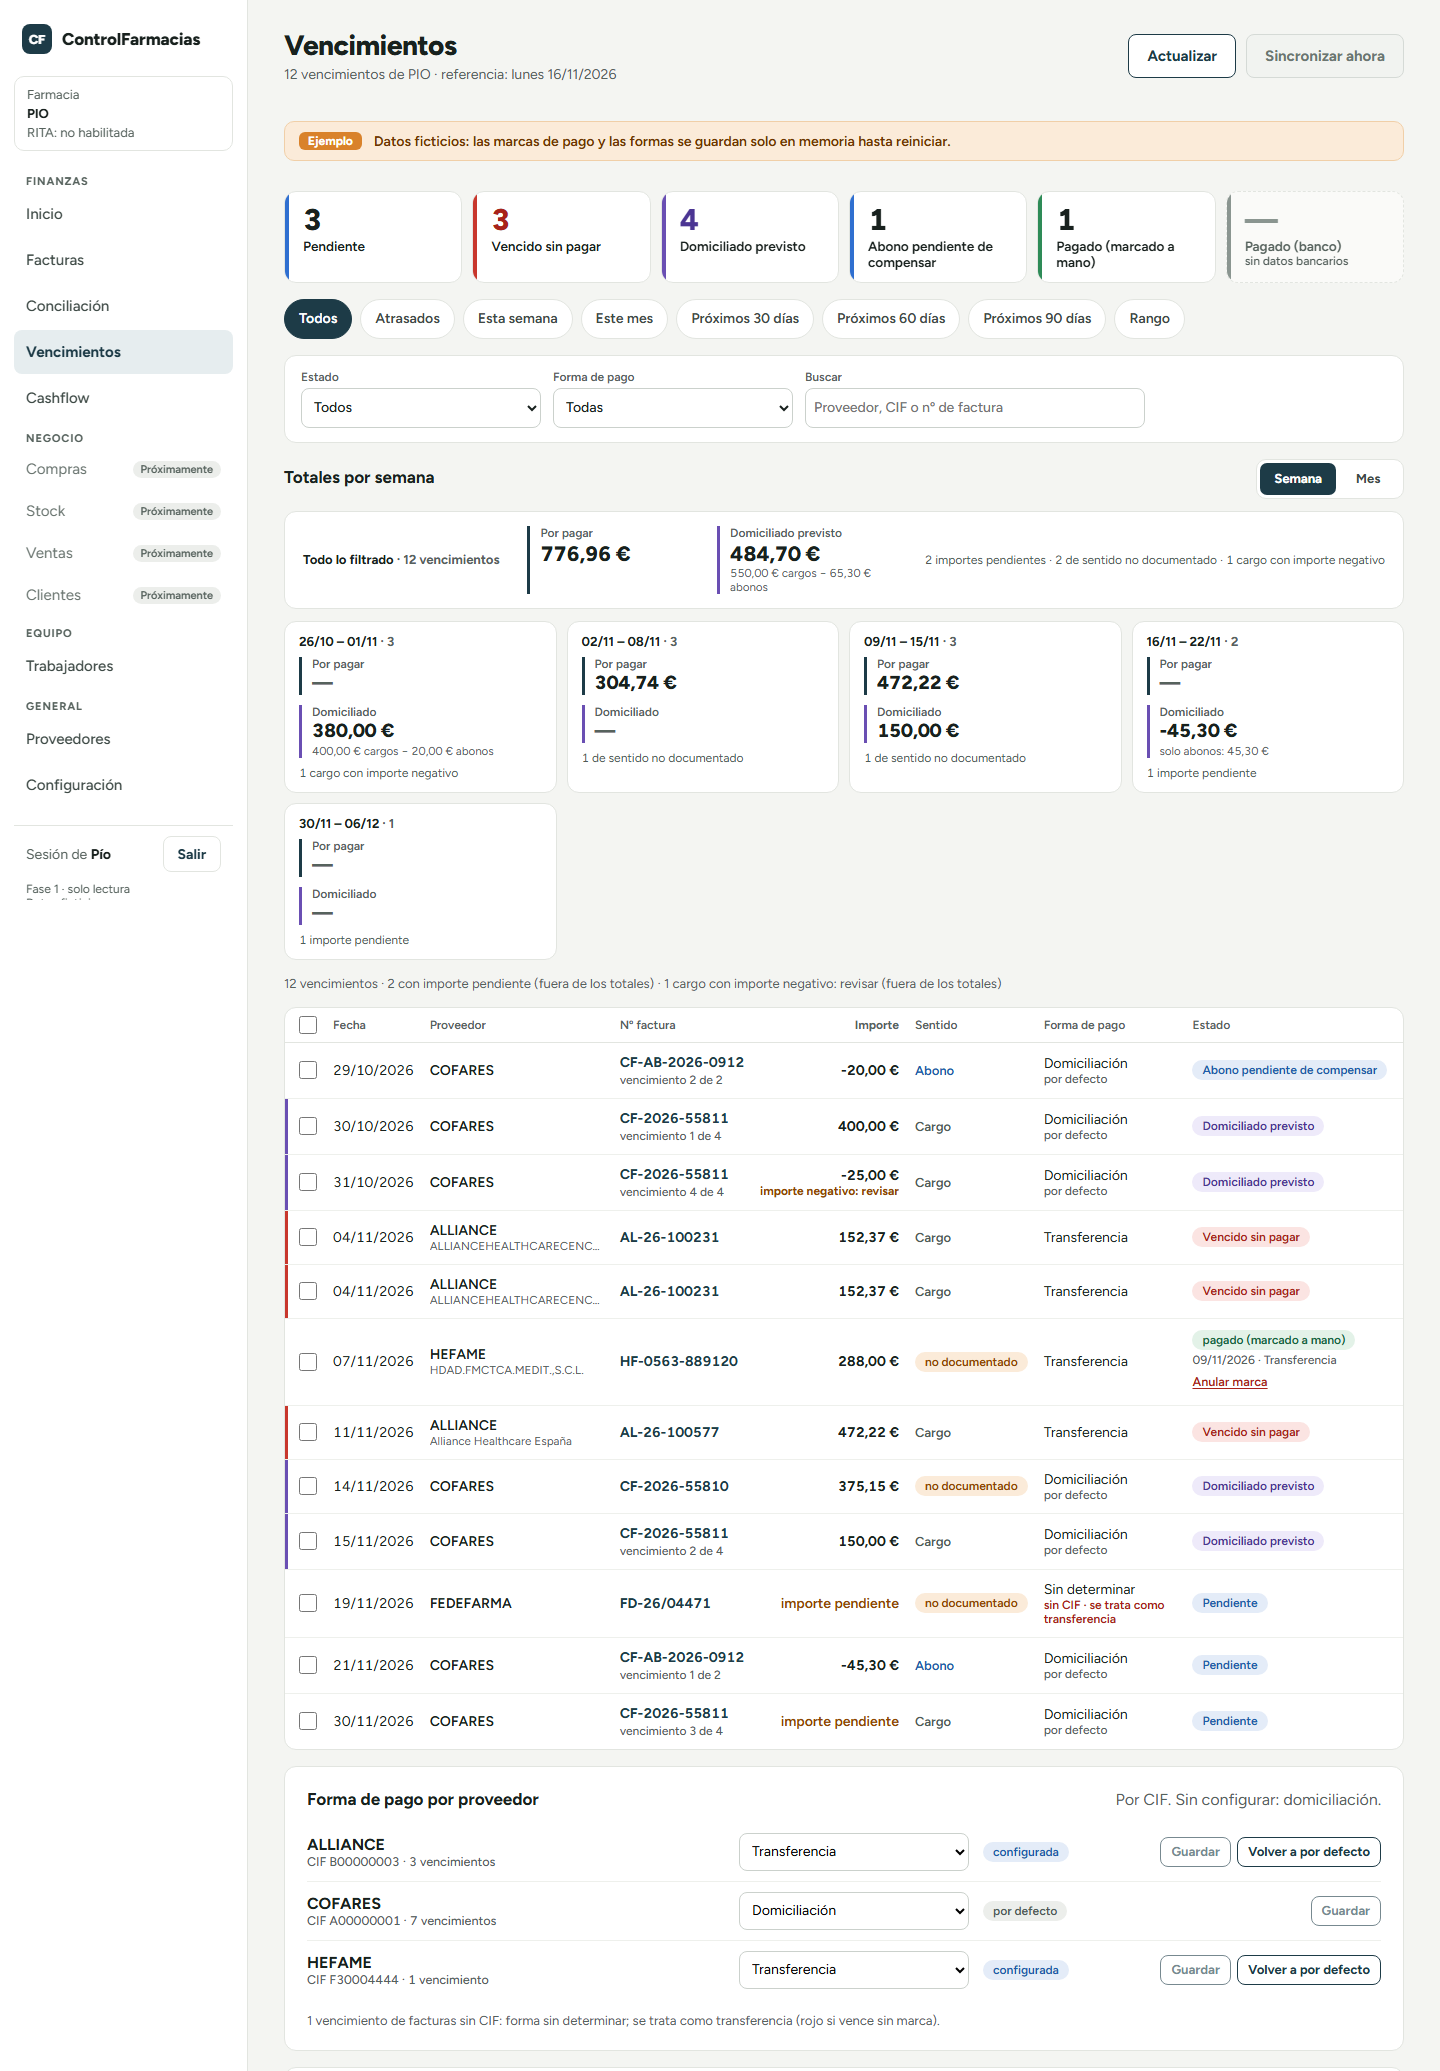 CF ControlFarmacias
Farmacia
PIO
RITA: no habilitada
FINANZAS
Inicio
Facturas
Conciliación
Vencimientos
Cashflow
NEGOCIO
Compras Próximamente
Stock Próximamente
Ventas Próximamente
Clientes Próximamente
EQUIPO
Trabajadores
GENERAL
Proveedores
Configuración
Sesión de Pío Salir
Fase 1 · solo lectura
Vencimientos
12 vencimientos de PIO · referencia: lunes 16/11/2026
Actualizar Sincronizar ahora
Ejemplo Datos ficticios: las marcas de pago y las formas se guardan solo en memoria hasta reiniciar.
3
Pendiente
3
Vencido sin pagar
4
Domiciliado previsto
1
Abono pendiente de
compensar
1
Pagado (marcado a
mano)
—
Pagado (banco)
sin datos bancarios
Todos Atrasados Esta semana Este mes Próximos 30 días Próximos 60 días Próximos 90 días Rango
Estado Forma de pago Buscar
Todos Todas Proveedor, CIF o nº de factura
Totales por semana Semana Mes
Todo lo filtrado · 12 vencimientos
Por pagar
776,96 €
Domiciliado previsto
484,70 €
550,00 € cargos − 65,30 €
abonos
2 importes pendientes · 2 de sentido no documentado · 1 cargo con importe negativo
26/10 – 01/11 · 3
Por pagar
—
Domiciliado
380,00 €
400,00 € cargos − 20,00 € abonos
1 cargo con importe negativo
02/11 – 08/11 · 3
Por pagar
304,74 €
Domiciliado
—
1 de sentido no documentado
09/11 – 15/11 · 3
Por pagar
472,22 €
Domiciliado
150,00 €
1 de sentido no documentado
16/11 – 22/11 · 2
Por pagar
—
Domiciliado
-45,30 €
solo abonos: 45,30 €
1 importe pendiente
30/11 – 06/12 · 1
Por pagar
—
Domiciliado
—
1 importe pendiente
12 vencimientos · 2 con importe pendiente (fuera de los totales) · 1 cargo con importe negativo: revisar (fuera de los totales)
Fecha Proveedor Nº factura Importe Sentido Forma de pago Estado
29/10/2026 COFARES CF-AB-2026-0912 -20,00 € Abono Domiciliación Abono pendiente de compensar
vencimiento 2 de 2 por defecto
30/10/2026 COFARES CF-2026-55811 400,00 € Cargo Domiciliación Domiciliado previsto
vencimiento 1 de 4 por defecto
31/10/2026 COFARES CF-2026-55811 -25,00 € Cargo Domiciliación Domiciliado previsto
vencimiento 4 de 4 importe negativo: revisar por defecto
04/11/2026 ALLIANCE AL-26-100231 152,37 € Cargo Transferencia Vencido sin pagar
ALLIANCEHEALTHCARECENC...
04/11/2026 ALLIANCE AL-26-100231 152,37 € Cargo Transferencia Vencido sin pagar
ALLIANCEHEALTHCARECENC...
07/11/2026 HEFAME HF-0563-889120 288,00 € no documentado Transferencia pagado (marcado a mano)
HDAD.FMCTCA.MEDIT.,S.C.L. 09/11/2026 · Transferencia
Anular marca
11/11/2026 ALLIANCE AL-26-100577 472,22 € Cargo Transferencia Vencido sin pagar
Alliance Healthcare España
14/11/2026 COFARES CF-2026-55810 375,15 € no documentado Domiciliación Domiciliado previsto
por defecto
15/11/2026 COFARES CF-2026-55811 150,00 € Cargo Domiciliación Domiciliado previsto
vencimiento 2 de 4 por defecto
19/11/2026 FEDEFARMA FD-26/04471 importe pendiente no documentado Sin determinar Pendiente
sin CIF · se trata como
transferencia
21/11/2026 COFARES CF-AB-2026-0912 -45,30 € Abono Domiciliación Pendiente
vencimiento 1 de 2 por defecto
30/11/2026 COFARES CF-2026-55811 importe pendiente Cargo Domiciliación Pendiente
vencimiento 3 de 4 por defecto
Forma de pago por proveedor Por CIF. Sin configurar: domiciliación.
ALLIANCE Transferencia configurada Guardar Volver a por defecto
CIF B00000003 · 3 vencimientos
COFARES Domiciliación por defecto Guardar
CIF A00000001 · 7 vencimientos
HEFAME Transferencia configurada Guardar Volver a por defecto
CIF F30004444 · 1 vencimiento
1 vencimiento de facturas sin CIF: forma sin determinar; se trata como transferencia (rojo si vence sin marca).